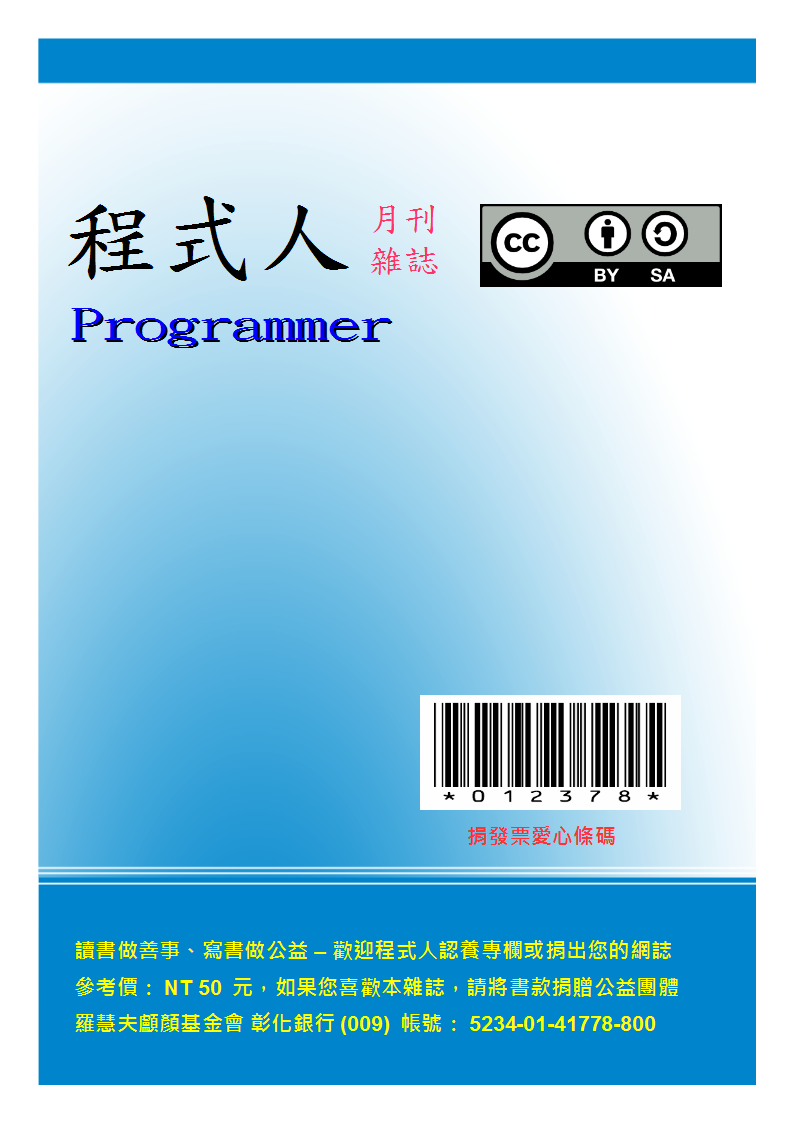 程式人
月刊
雜誌
Programmer
CC
BY SA
*012378*
捐發票愛心條碼
讀書做善事、寫書做公益 – 歡迎程式人認養專欄或捐出您的網誌
參考價： NT 50 元，如果您喜歡本雜誌，請將書款捐贈公益團體
羅慧夫顱顏基金會 彰化銀行 (009) 帳號： 5234-01-41778-800